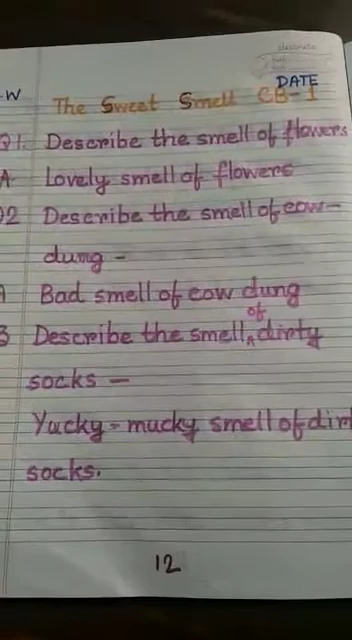 DATE
-W The Sweet Smell CB-1
Q1. Describe the smell of flowers
A Lovely smell of flowers
Q2 Describe the smell of cow-
dung -
A Bad smell of cow dung
of
3 Describe the smell ^ dirty
socks —
Yucky-mucky smell of dirt
socks.
12